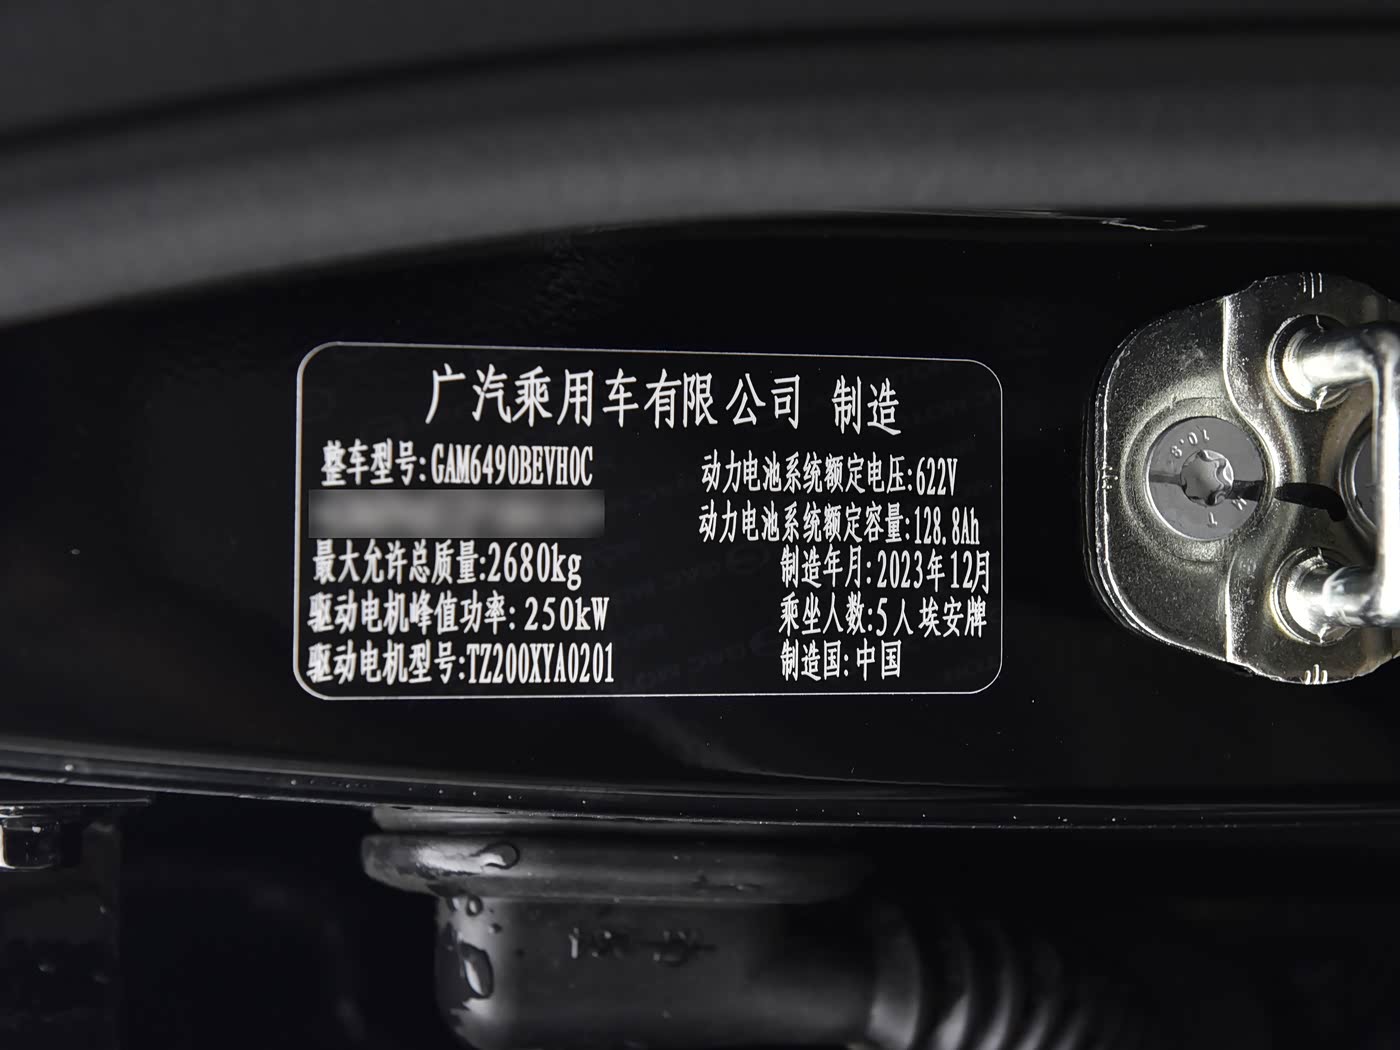 广汽乘用车有限公司 制造
整车型号:GAM6490BEVH0C
动力电池系统额定电压:622V
动力电池系统额定容量:128.8Ah
最大允许总质量:2680kg
制造年月:2023年12月
驱动电机峰值功率:250kW
乘坐人数:5人 埃安牌
驱动电机型号:TZ200XYA0201
制造国:中国
10.9